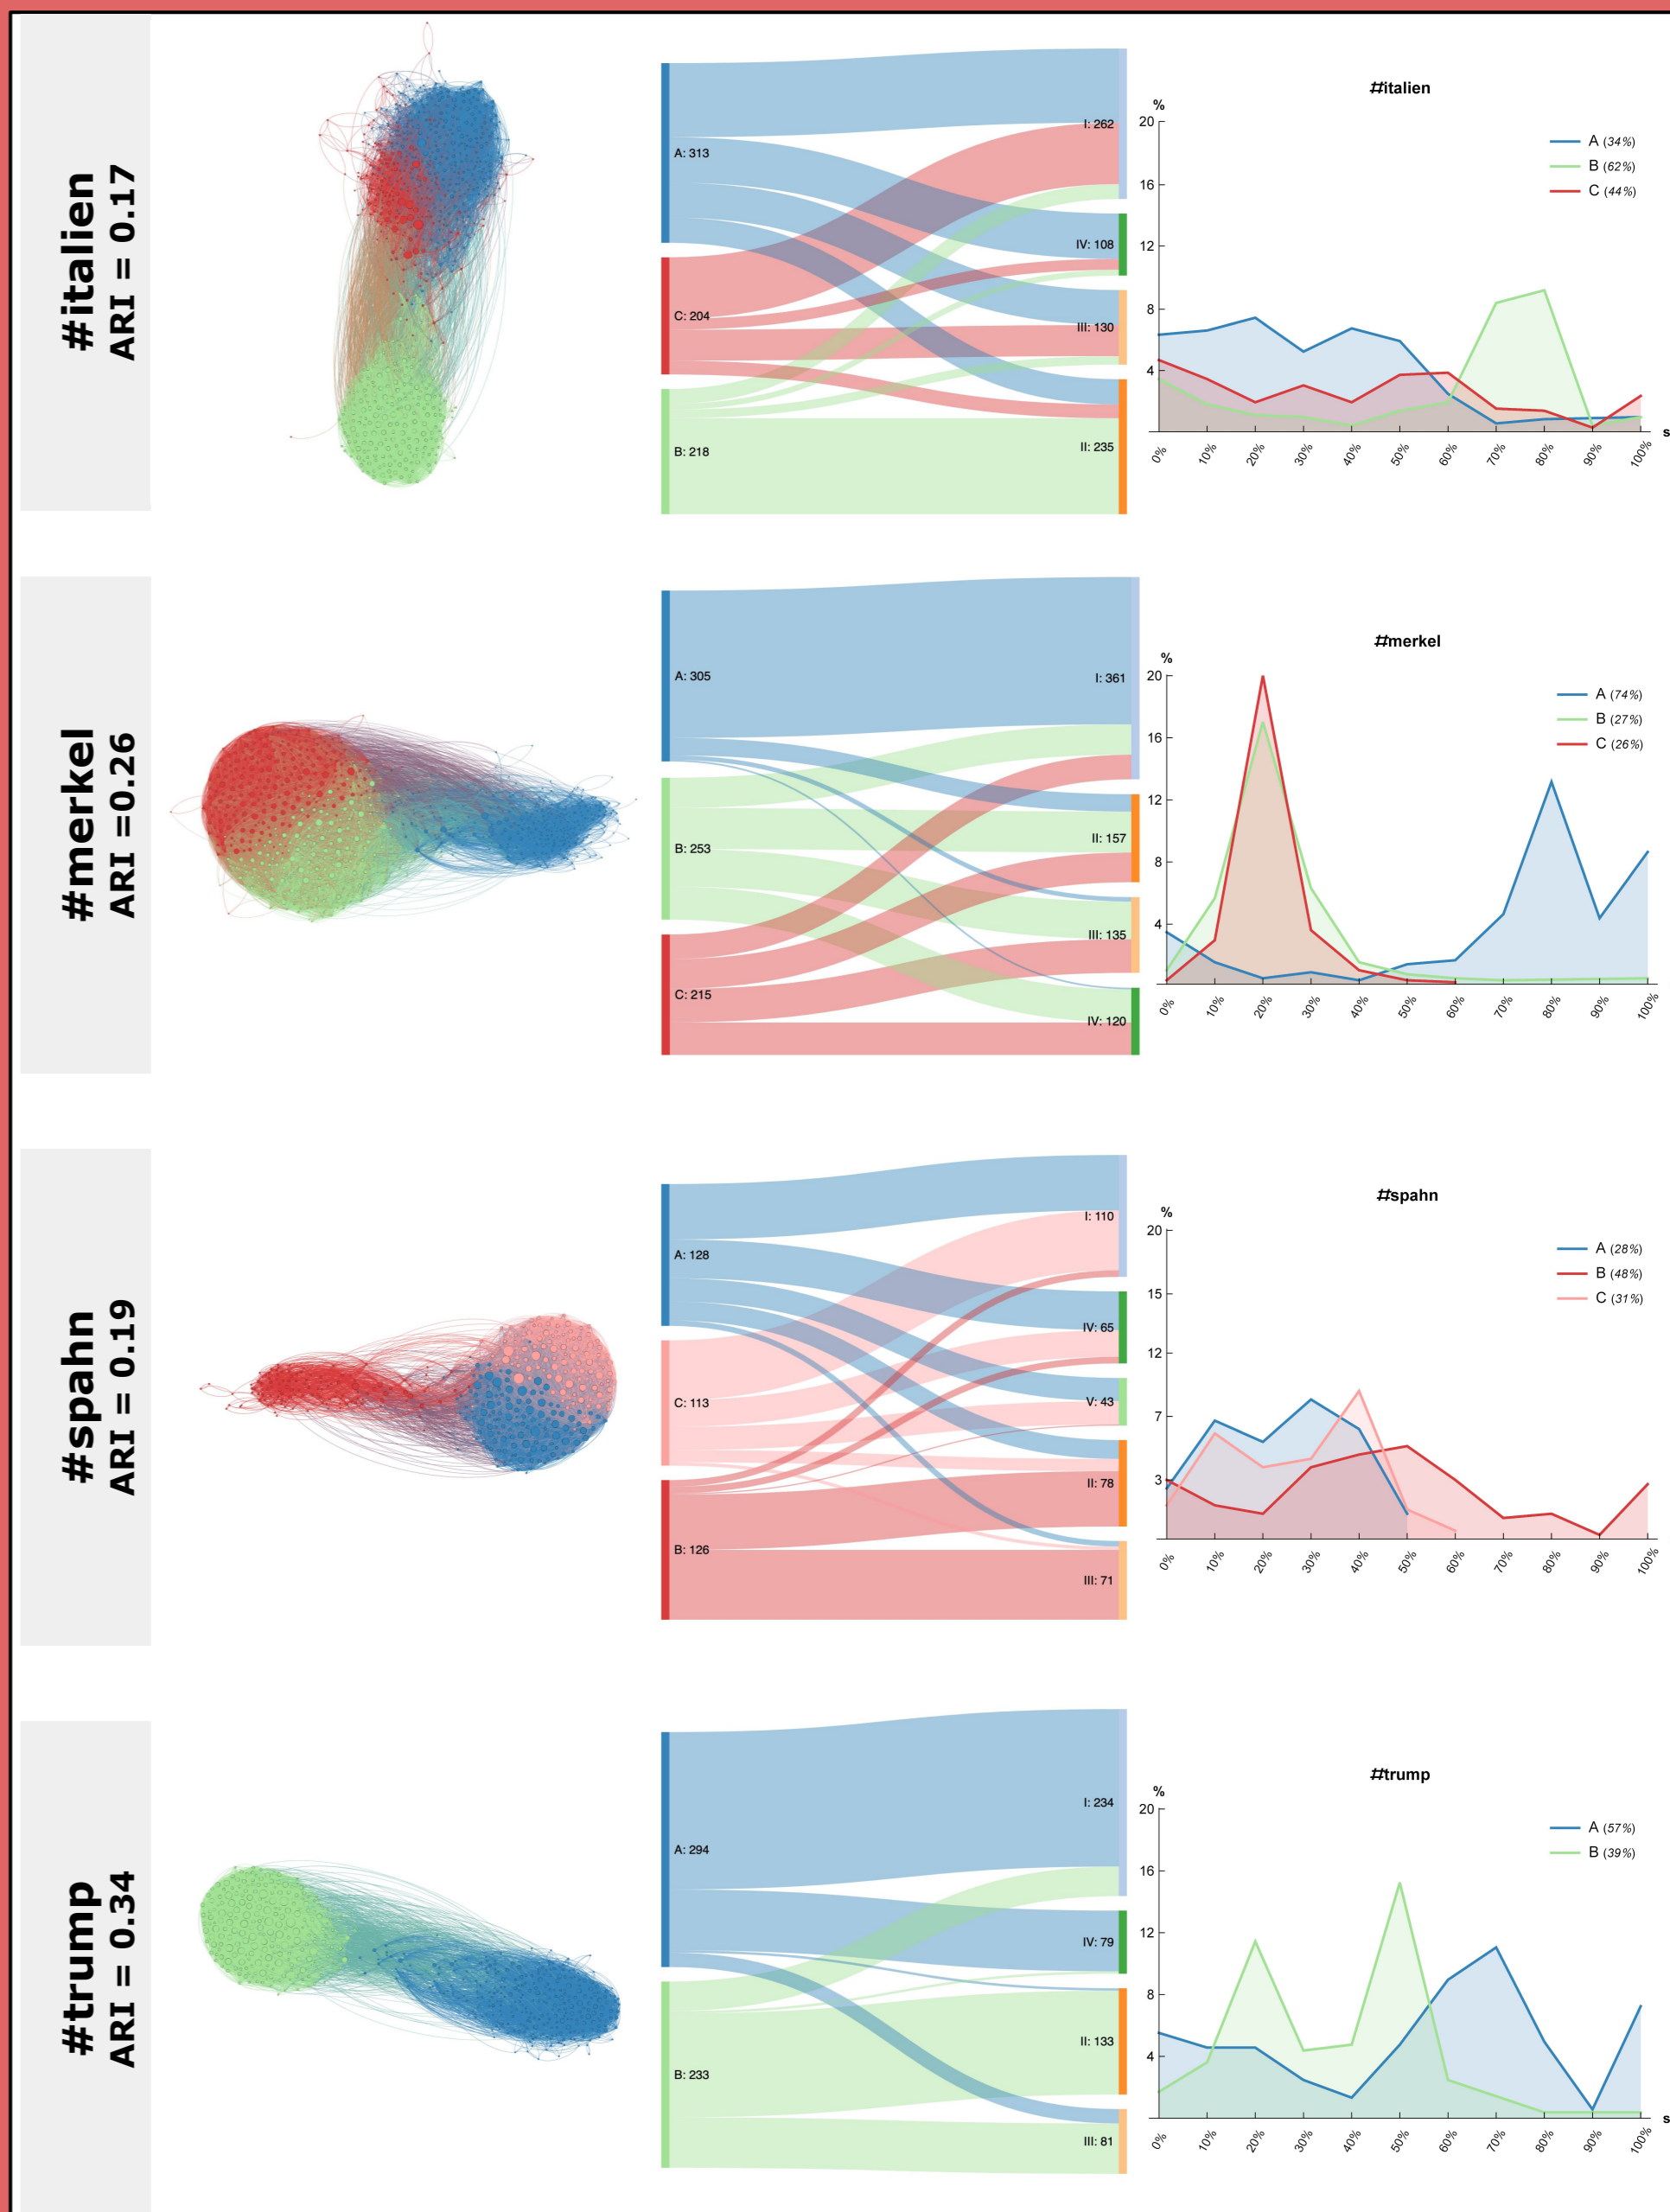 #italien
ARI = 0.17
A: 313
C: 204
B: 218
I: 262
IV: 108
III: 130
II: 235
#italien
%
20
16
12
8
4
A (34%)
B (62%)
C (44%)
0%
10%
20%
30%
40%
50%
60%
70%
80%
90%
100%
s
#merkel
ARI =0.26
A: 305
B: 253
C: 215
I: 361
II: 157
III: 135
IV: 120
#merkel
%
20
16
12
8
4
A (74%)
B (27%)
C (26%)
0%
10%
20%
30%
40%
50%
60%
70%
80%
90%
100%
#spahn
ARI = 0.19
A: 128
C: 113
B: 126
I: 110
IV: 65
V: 43
II: 78
III: 71
#spahn
%
20
15
12
7
3
A (28%)
B (48%)
C (31%)
0%
10%
20%
30%
40%
50%
60%
70%
80%
90%
100%
#trump
ARI = 0.34
A: 294
B: 233
I: 234
IV: 79
II: 133
III: 81
#trump
%
20
16
12
8
4
A (57%)
B (39%)
0%
10%
20%
30%
40%
50%
60%
70%
80%
90%
100%
s